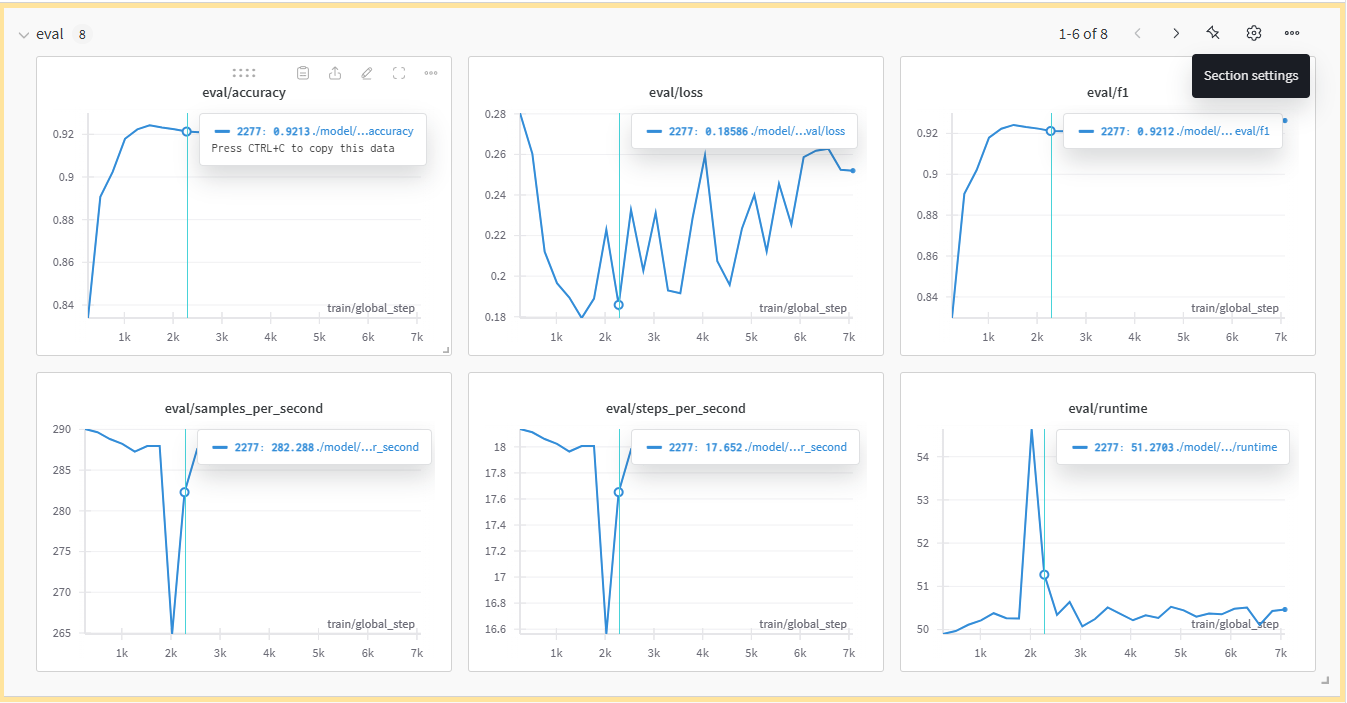 eval 8
1-6 of 8
Section settings
eval/accuracy
2277: 0.9213 ./model/...accuracy
Press CTRL+C to copy this data
0.92
0.9
0.88
0.86
0.84
train/global_step
1k 2k 3k 4k 5k 6k 7k
eval/loss
2277: 0.18586 ./model/...val/loss
0.28
0.26
0.24
0.22
0.2
0.18
train/global_step
1k 2k 3k 4k 5k 6k 7k
eval/f1
2277: 0.9212 ./model/... eval/f1
0.92
0.9
0.88
0.86
0.84
train/global_step
1k 2k 3k 4k 5k 6k 7k
eval/samples_per_second
2277: 282.288 ./model/...r_second
290
285
280
275
270
265
train/global_step
1k 2k 3k 4k 5k 6k 7k
eval/steps_per_second
2277: 17.652 ./model/...r_second
18
17.8
17.6
17.4
17.2
17
16.8
16.6
train/global_step
1k 2k 3k 4k 5k 6k 7k
eval/runtime
2277: 51.2703 ./model/.../runtime
54
53
52
51
50
train/global_step
1k 2k 3k 4k 5k 6k 7k